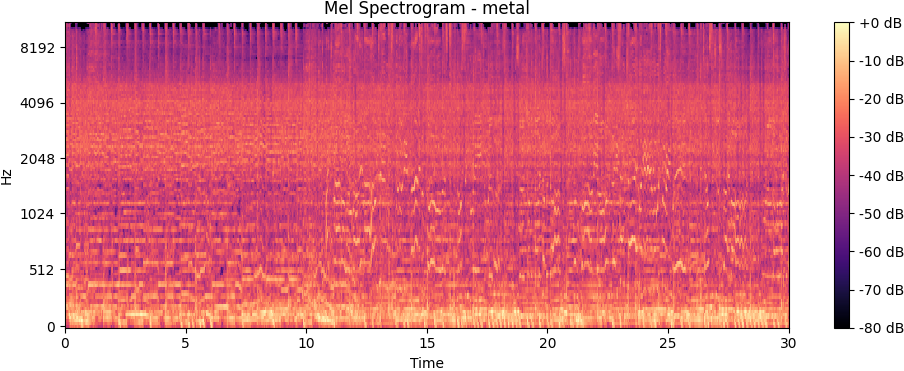 Mel Spectrogram - metal
Hz
8192
4096
2048
1024
512
0
0 5 10 15 20 25 30
Time
+0 dB
-10 dB
-20 dB
-30 dB
-40 dB
-50 dB
-60 dB
-70 dB
-80 dB